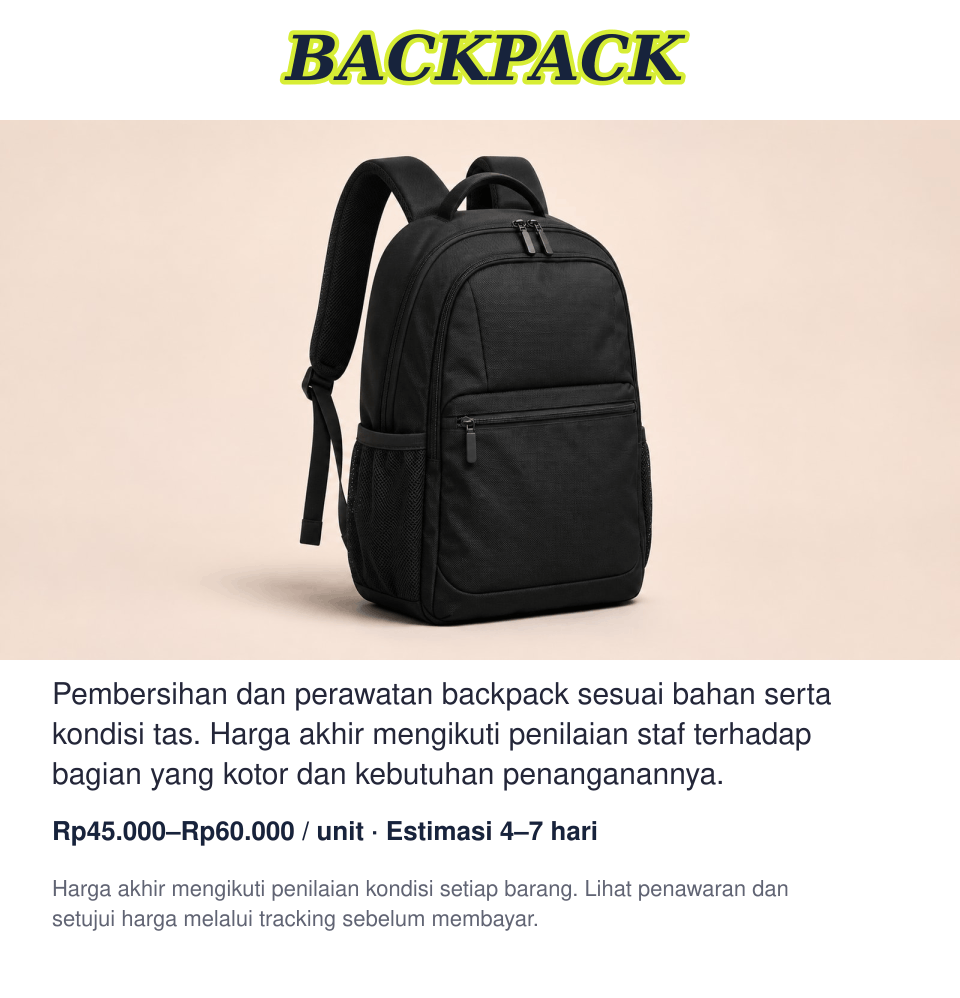 BACKPACK
Pembersihan dan perawatan backpack sesuai bahan serta
kondisi tas. Harga akhir mengikuti penilaian staf terhadap
bagian yang kotor dan kebutuhan penanganannya.
Rp45.000–Rp60.000 / unit · Estimasi 4–7 hari
Harga akhir mengikuti penilaian kondisi setiap barang. Lihat penawaran dan
setujui harga melalui tracking sebelum membayar.